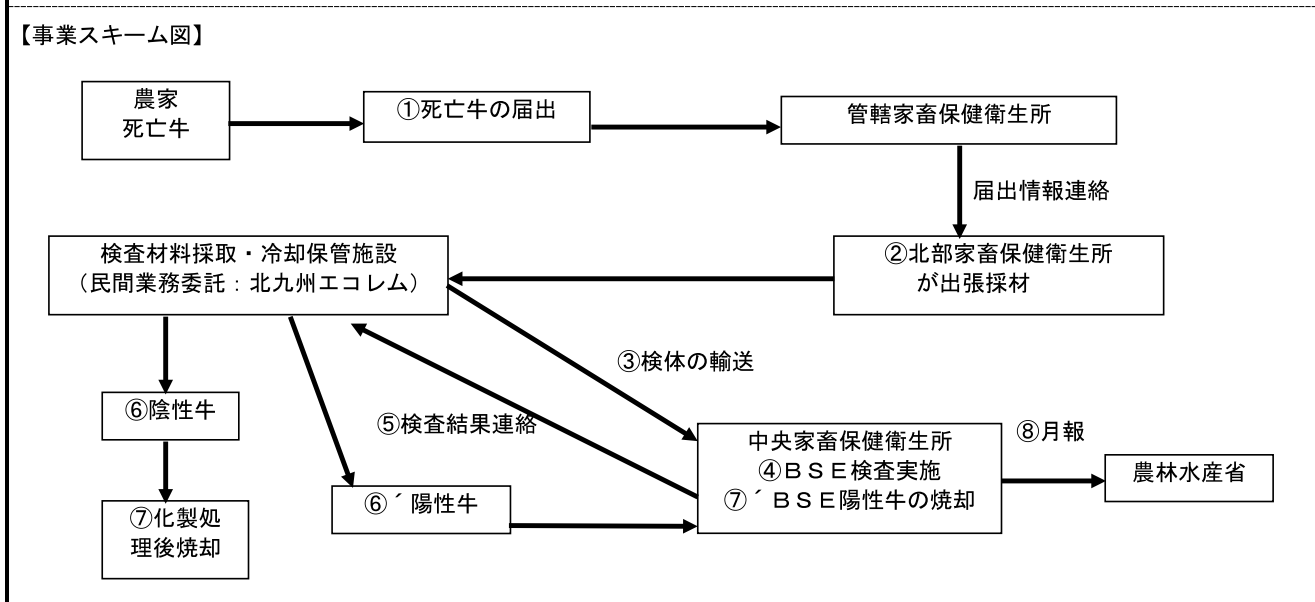 【事業スキーム図】
農家
死亡牛
①死亡牛の届出
管轄家畜保健衛生所
届出情報連絡
検査材料採取・冷却保管施設
（民間業務委託：北九州エコレム）
②北部家畜保健衛生所
が出張採材
③検体の輸送
⑥陰性牛
⑤検査結果連絡
中央家畜保健衛生所
④ＢＳＥ検査実施
⑦´ＢＳＥ陽性牛の焼却
⑧月報
農林水産省
⑥´陽性牛
⑦化製処
理後焼却